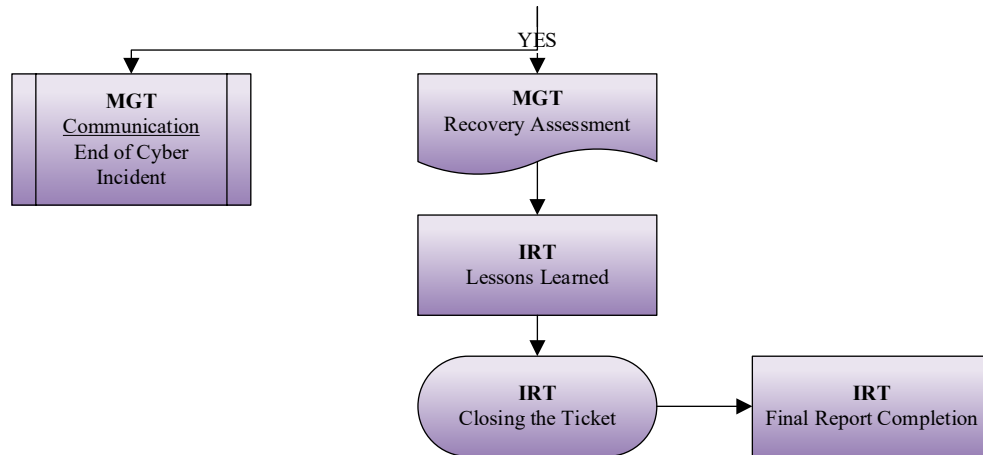 YES
MGT
Communication
End of Cyber
Incident
MGT
Recovery Assessment
IRT
Lessons Learned
IRT
Closing the Ticket
IRT
Final Report Completion